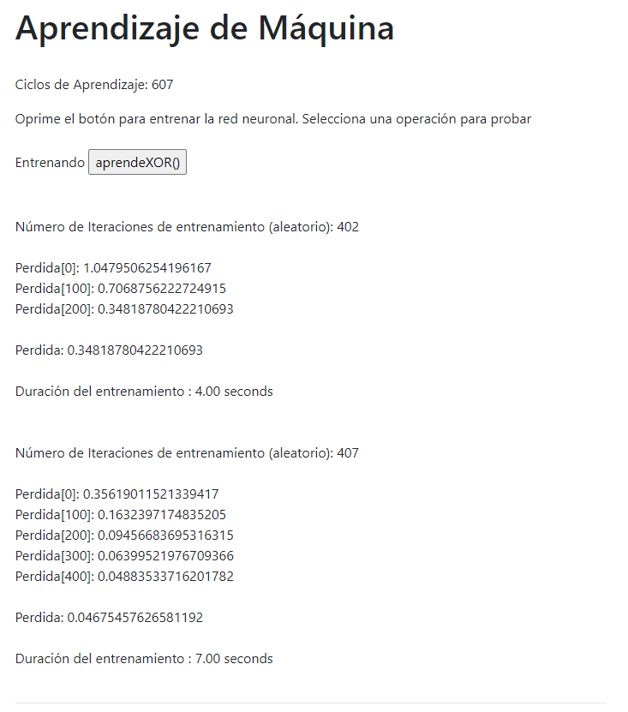 Aprendizaje de Máquina
Ciclos de Aprendizaje: 607
Oprime el botón para entrenar la red neuronal. Selecciona una operación para probar
Entrenando aprendeXOR()
Número de Iteraciones de entrenamiento (aleatorio): 402
Perdida[0]: 1.0479506254196167
Perdida[100]: 0.7068756222724915
Perdida[200]: 0.34818780422210693
Perdida: 0.34818780422210693
Duración del entrenamiento : 4.00 seconds
Número de Iteraciones de entrenamiento (aleatorio): 407
Perdida[0]: 0.35619011521339417
Perdida[100]: 0.1632397174835205
Perdida[200]: 0.09456683695316315
Perdida[300]: 0.06399521976709366
Perdida[400]: 0.04883533716201782
Perdida: 0.04675457626581192
Duración del entrenamiento : 7.00 seconds